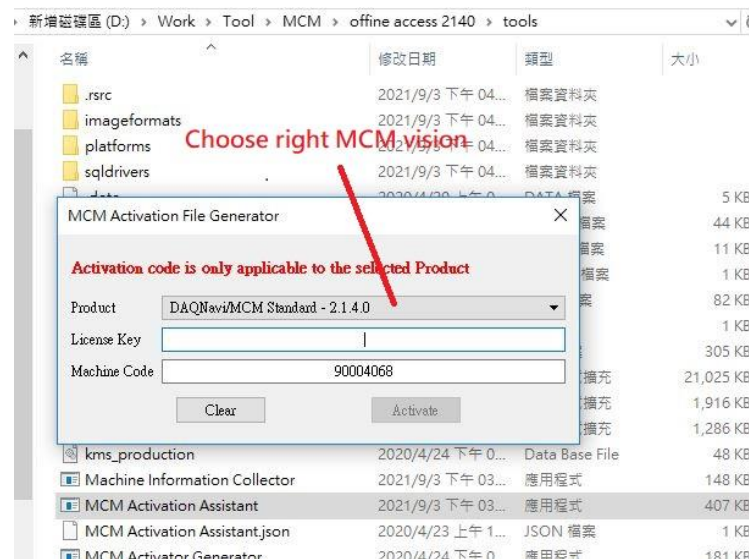 新增磁碟區 (D:) › Work › Tool › MCM › offine access 2140 › tools
名稱 修改日期 類型 大小
.rsrc 2021/9/3 下午 04... 檔案資料夾
imageformats 2021/9/3 下午 04... 檔案資料夾
platforms 2021/9/3 下午 04... 檔案資料夾
Choose right MCM vision
sqldrivers 2021/9/3 下午 04... 檔案資料夾
5 KB
MCM Activation File Generator
44 KB
11 KB
Activation code is only applicable to the selected Product
1 KB
82 KB
Product DAQNavi/MCM Standard - 2.1.4.0
1 KB
License Key
305 KB
Machine Code 90004068
21,025 KB
1,916 KB
Clear Activate
1,286 KB
kms_production 2020/4/24 下午 0... Data Base File 48 KB
Machine Information Collector 2021/9/3 下午 03... 應用程式 148 KB
MCM Activation Assistant 2021/9/3 下午 03... 應用程式 407 KB
MCM Activation Assistant.json 2020/4/23 上午 1... JSON 檔案 1 KB
MCM Activator Generator 2020/4/24 下午 0... 應用程式 181 KB